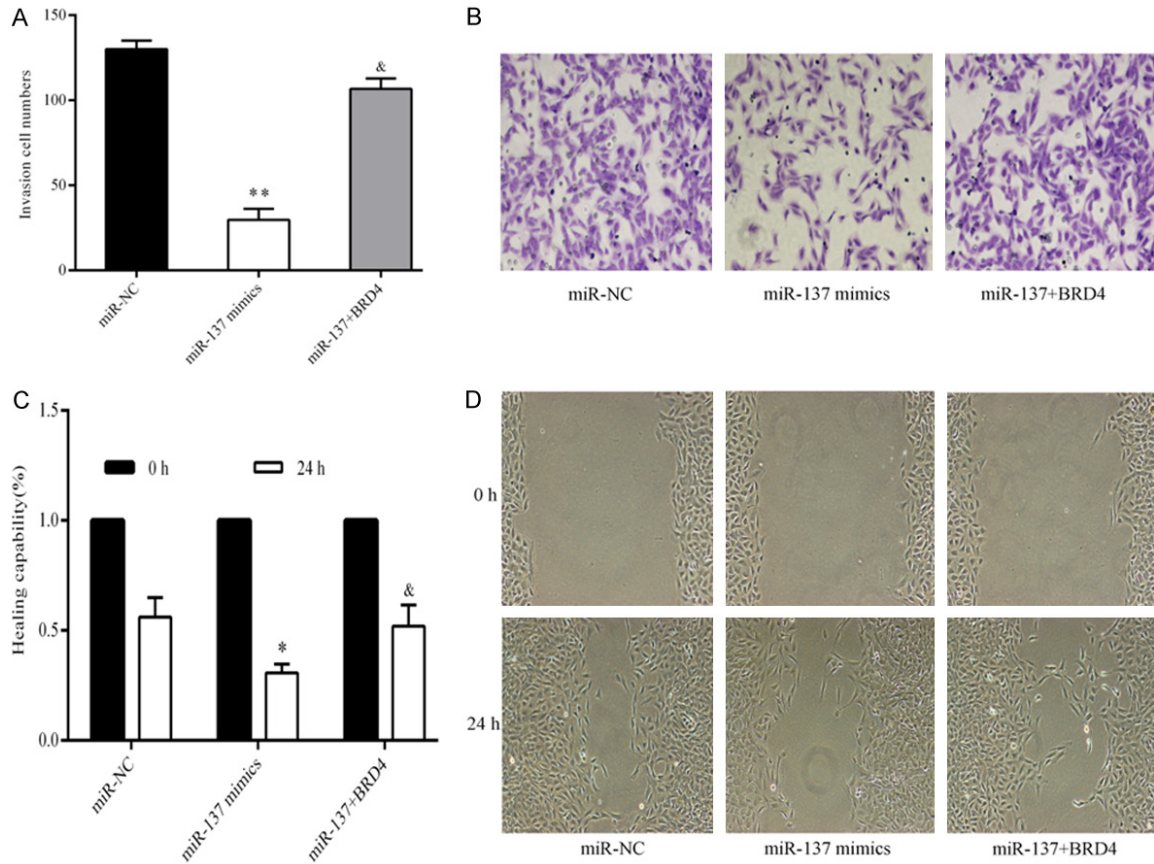 A
Invasion cell numbers
150
100
50
0
**
&
miR-NC
miR-137 mimics
miR-137+BRD4
B
miR-NC
miR-137 mimics
miR-137+BRD4
C
Healing capability(%)
1.5
1.0
0.5
0.0
0 h
24 h
*
&
miR-NC
miR-137 mimics
miR-137+BRD4
D
0 h
24 h
miR-NC
miR-137 mimics
miR-137+BRD4